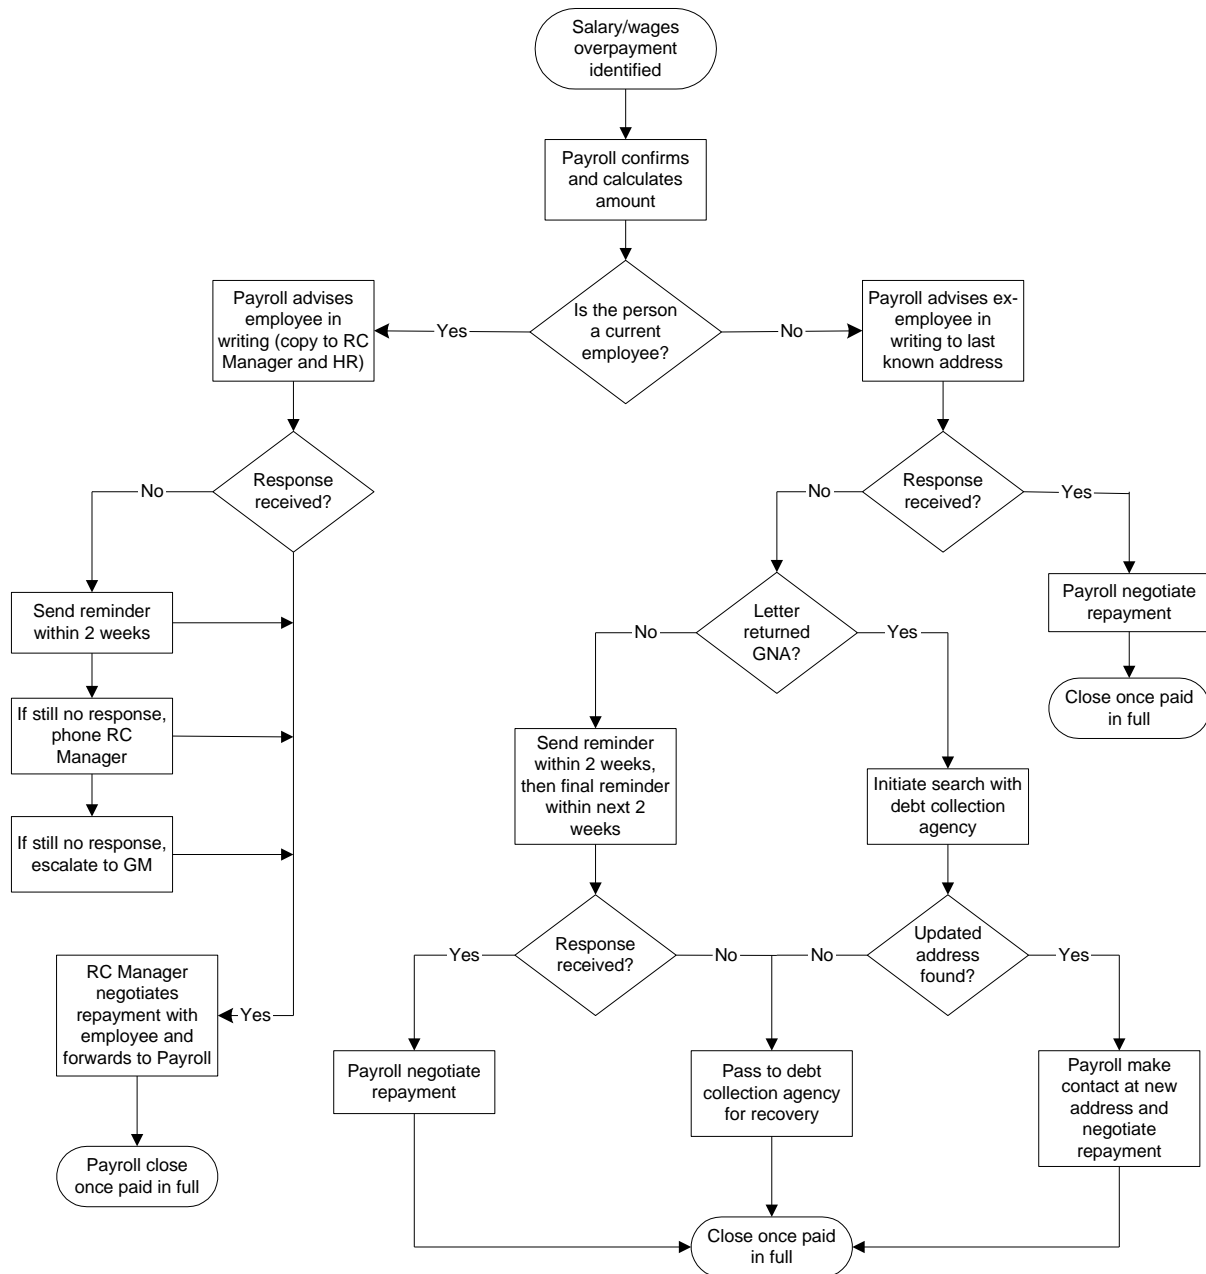 Salary/wages
overpayment
identified
Payroll confirms
and calculates
amount
Payroll advises
employee in
writing (copy to RC
Manager and HR)
Yes
Is the person
a current
employee?
No
Payroll advises ex-
employee in
writing to last
known address
No
Response
received?
No
Response
received?
Yes
Send reminder
within 2 weeks
No
Letter
returned
GNA?
Yes
Payroll negotiate
repayment
If still no response,
phone RC
Manager
Send reminder
within 2 weeks,
then final reminder
within next 2
weeks
Initiate search with
debt collection
agency
Close once paid
in full
If still no response,
escalate to GM
RC Manager
negotiates
repayment with
employee and
forwards to Payroll
Yes
Yes
Response
received?
No
No
Updated
address
found?
Yes
Payroll negotiate
repayment
Pass to debt
collection agency
for recovery
Payroll make
contact at new
address and
negotiate
repayment
Payroll close
once paid in full
Close once paid
in full